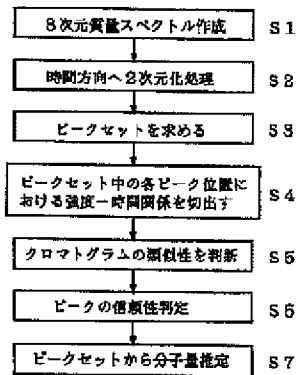 3次元質量スペクトル作成 S1
時間方向へ2次元化処理 S2
ピークセットを求める S3
ピークセット中の各ピーク位置に
おける強度－時間関係を切出す S4
クロマトグラムの類似性を判断 S5
ピークの信頼性判定 S6
ピークセットから分子量推定 S7